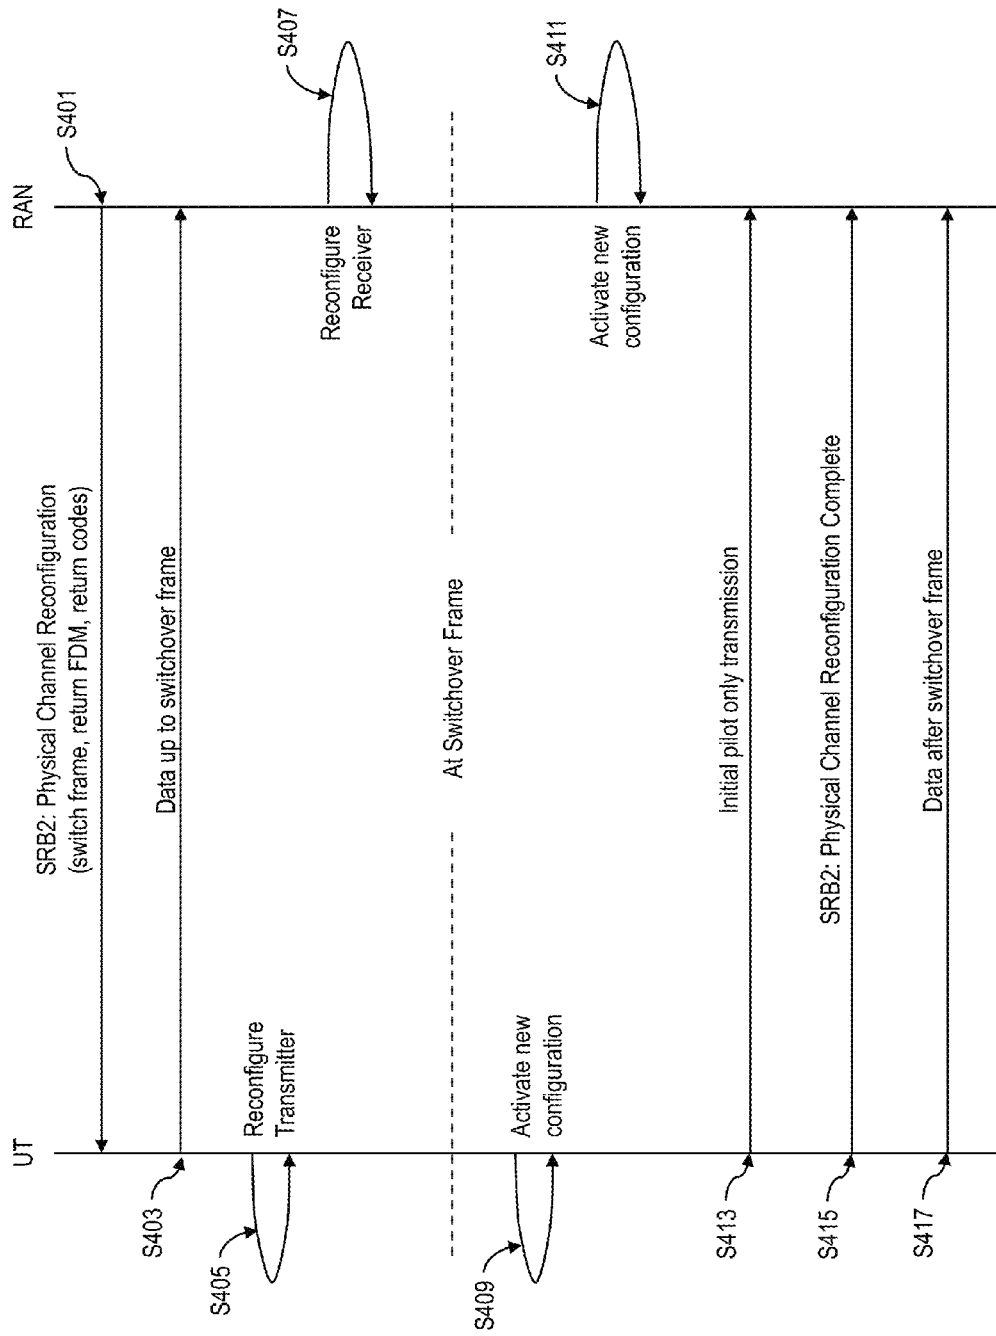 UT
RAN
S401
SRB2: Physical Channel Reconfiguration
(switch frame, return FDM, return codes)
S403
Data up to switchover frame
S405
Reconfigure
Transmitter
S407
Reconfigure
Receiver
At Switchover Frame
S409
Activate new
configuration
S411
Activate new
configuration
S413
Initial pilot only transmission
S415
SRB2: Physical Channel Reconfiguration Complete
S417
Data after switchover frame